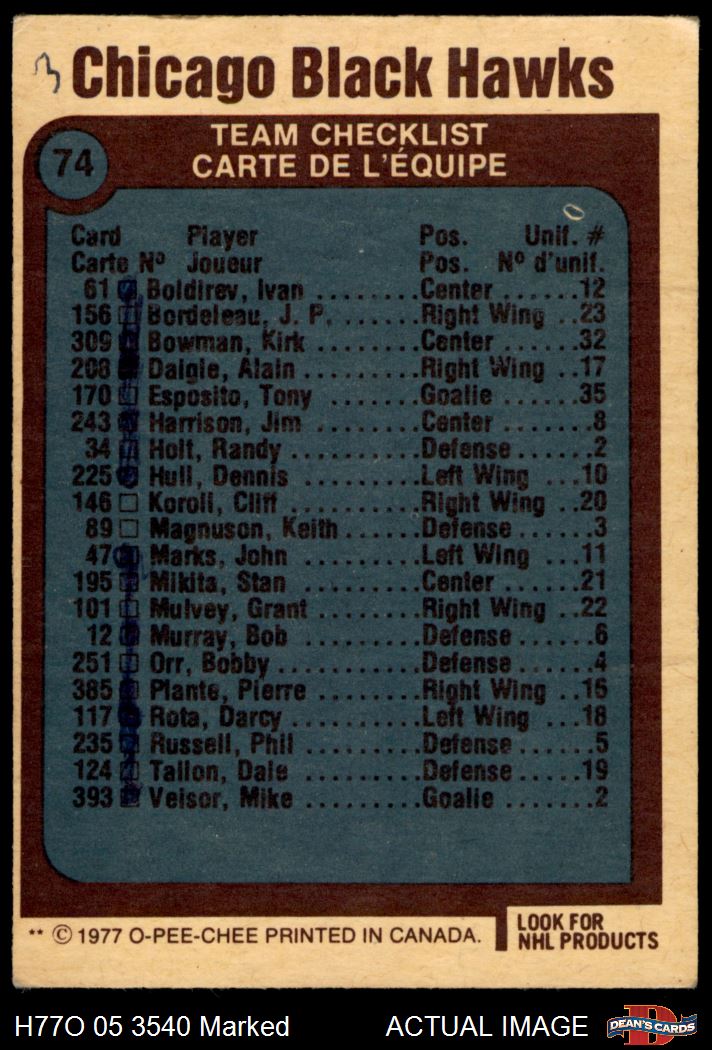 Chicago Black Hawks
74
TEAM CHECKLIST
CARTE DE L'ÉQUIPE
Card Player Pos. Unif. #
Carte Nº Joueur Pos. Nº d'unif.
61 Boldirev, Ivan ........Center......12
156 Bordeleau, J. P. .......Right Wing ..23
309 Bowman, Kirk ........Center......32
208 Daigle, Alain .........Right Wing ..17
170 Esposito, Tony .......Goalie......35
243 Harrison, Jim ........Center.......8
34 Holt, Randy ..........Defense......2
225 Hull, Dennis .........Left Wing ...10
146 Koroll, Cliff .........Right Wing ..20
89 Magnuson, Keith......Defense......3
47 Marks, John .........Left Wing ...11
195 Mikita, Stan .........Center......21
101 Mulvey, Grant ........Right Wing ..22
12 Murray, Bob .........Defense......6
251 Orr, Bobby...........Defense......4
385 Plante, Pierre ........Right Wing ..16
117 Rota, Darcy ..........Left Wing ...18
235 Russell, Phil .........Defense......5
124 Tallon, Dale .........Defense.....19
393 Veisor, Mike .........Goalie.......2
** © 1977 O-PEE-CHEE PRINTED IN CANADA.
LOOK FOR
NHL PRODUCTS
H77O 05 3540 Marked ACTUAL IMAGE
DEAN'S CARDS